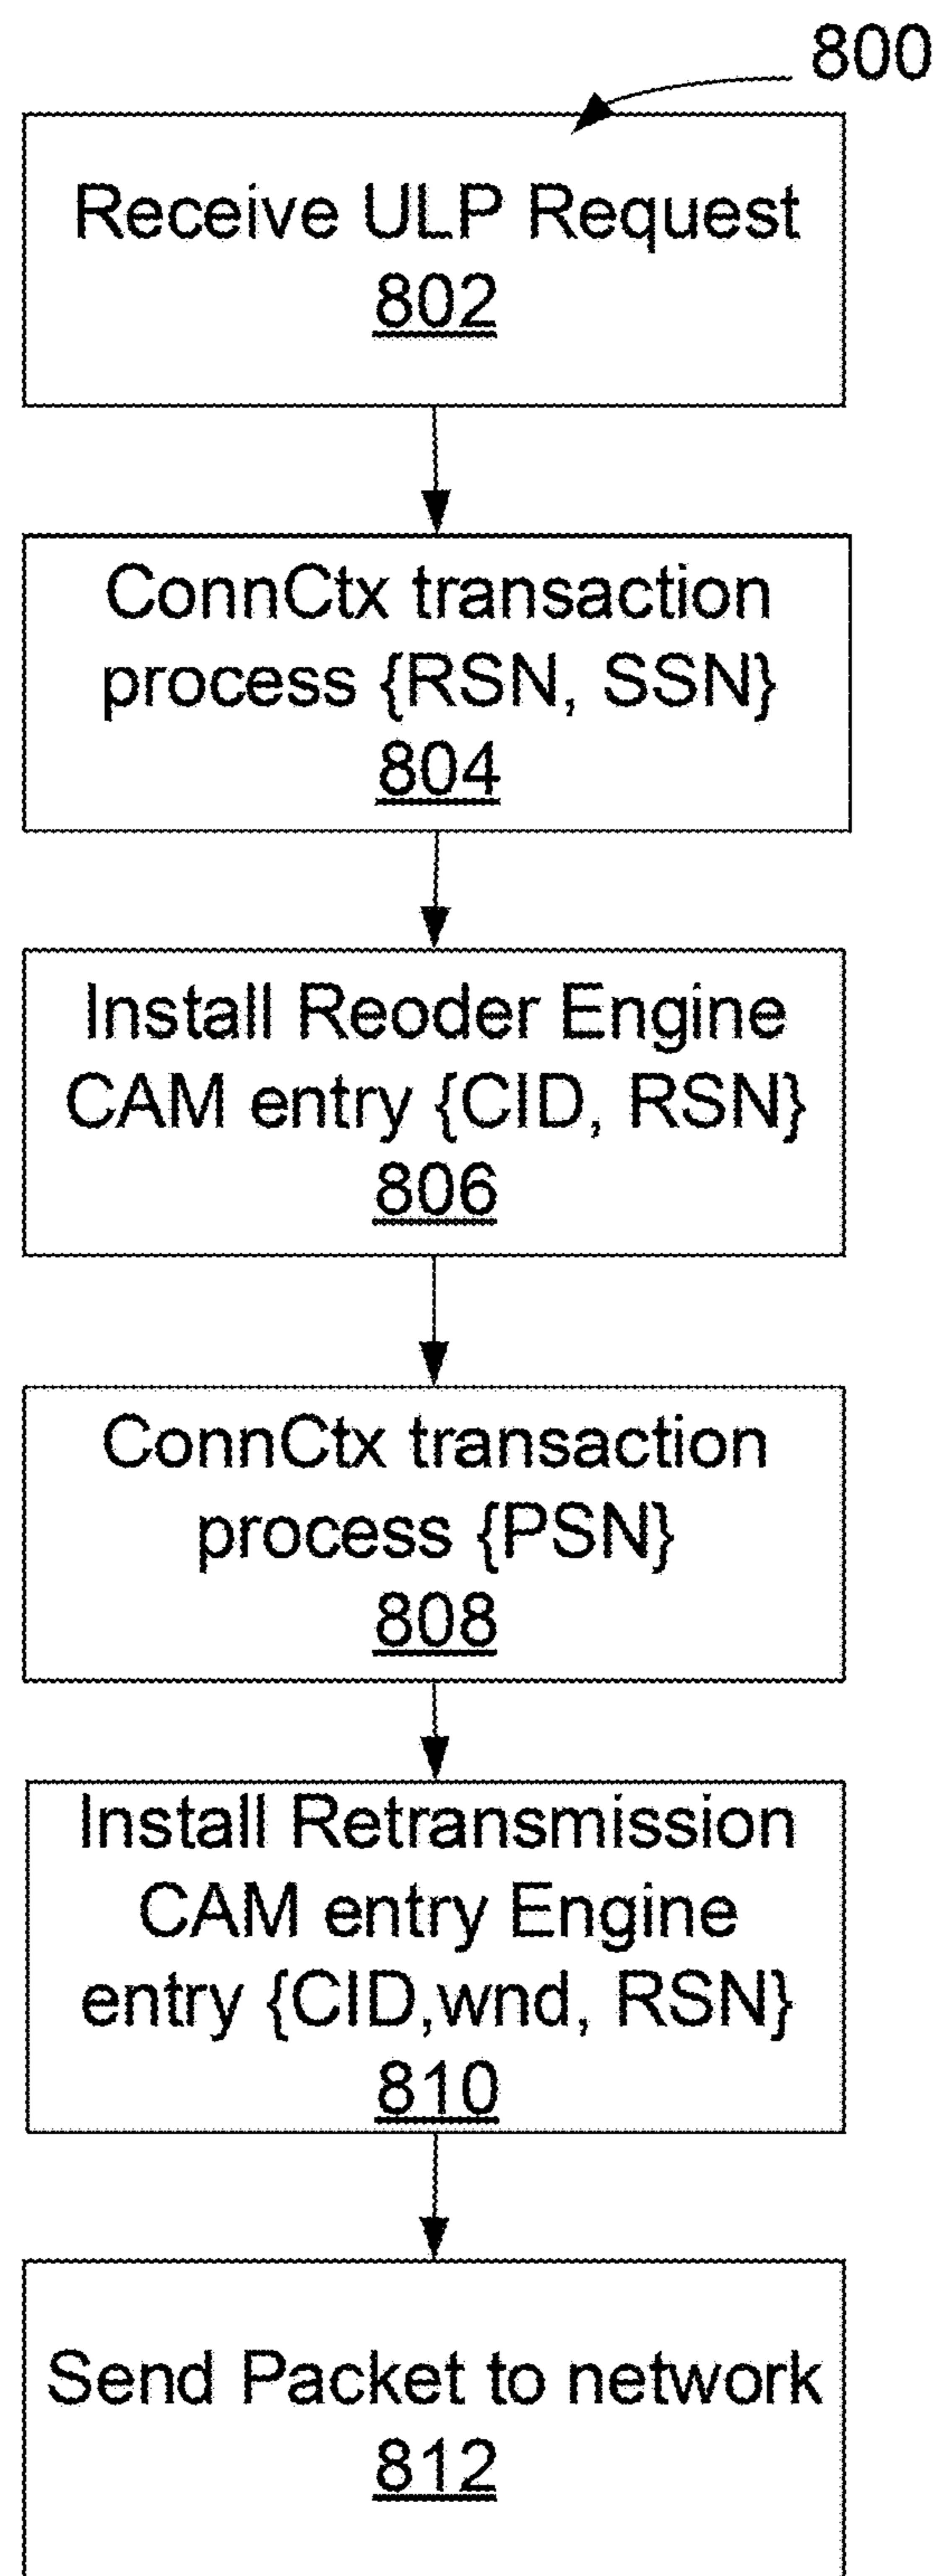 800
Receive ULP Request
802
ConnCtx transaction
process {RSN, SSN}
804
Install Reoder Engine
CAM entry {CID, RSN}
806
ConnCtx transaction
process {PSN}
808
Install Retransmission
CAM entry Engine
entry {CID,wnd, RSN}
810
Send Packet to network
812